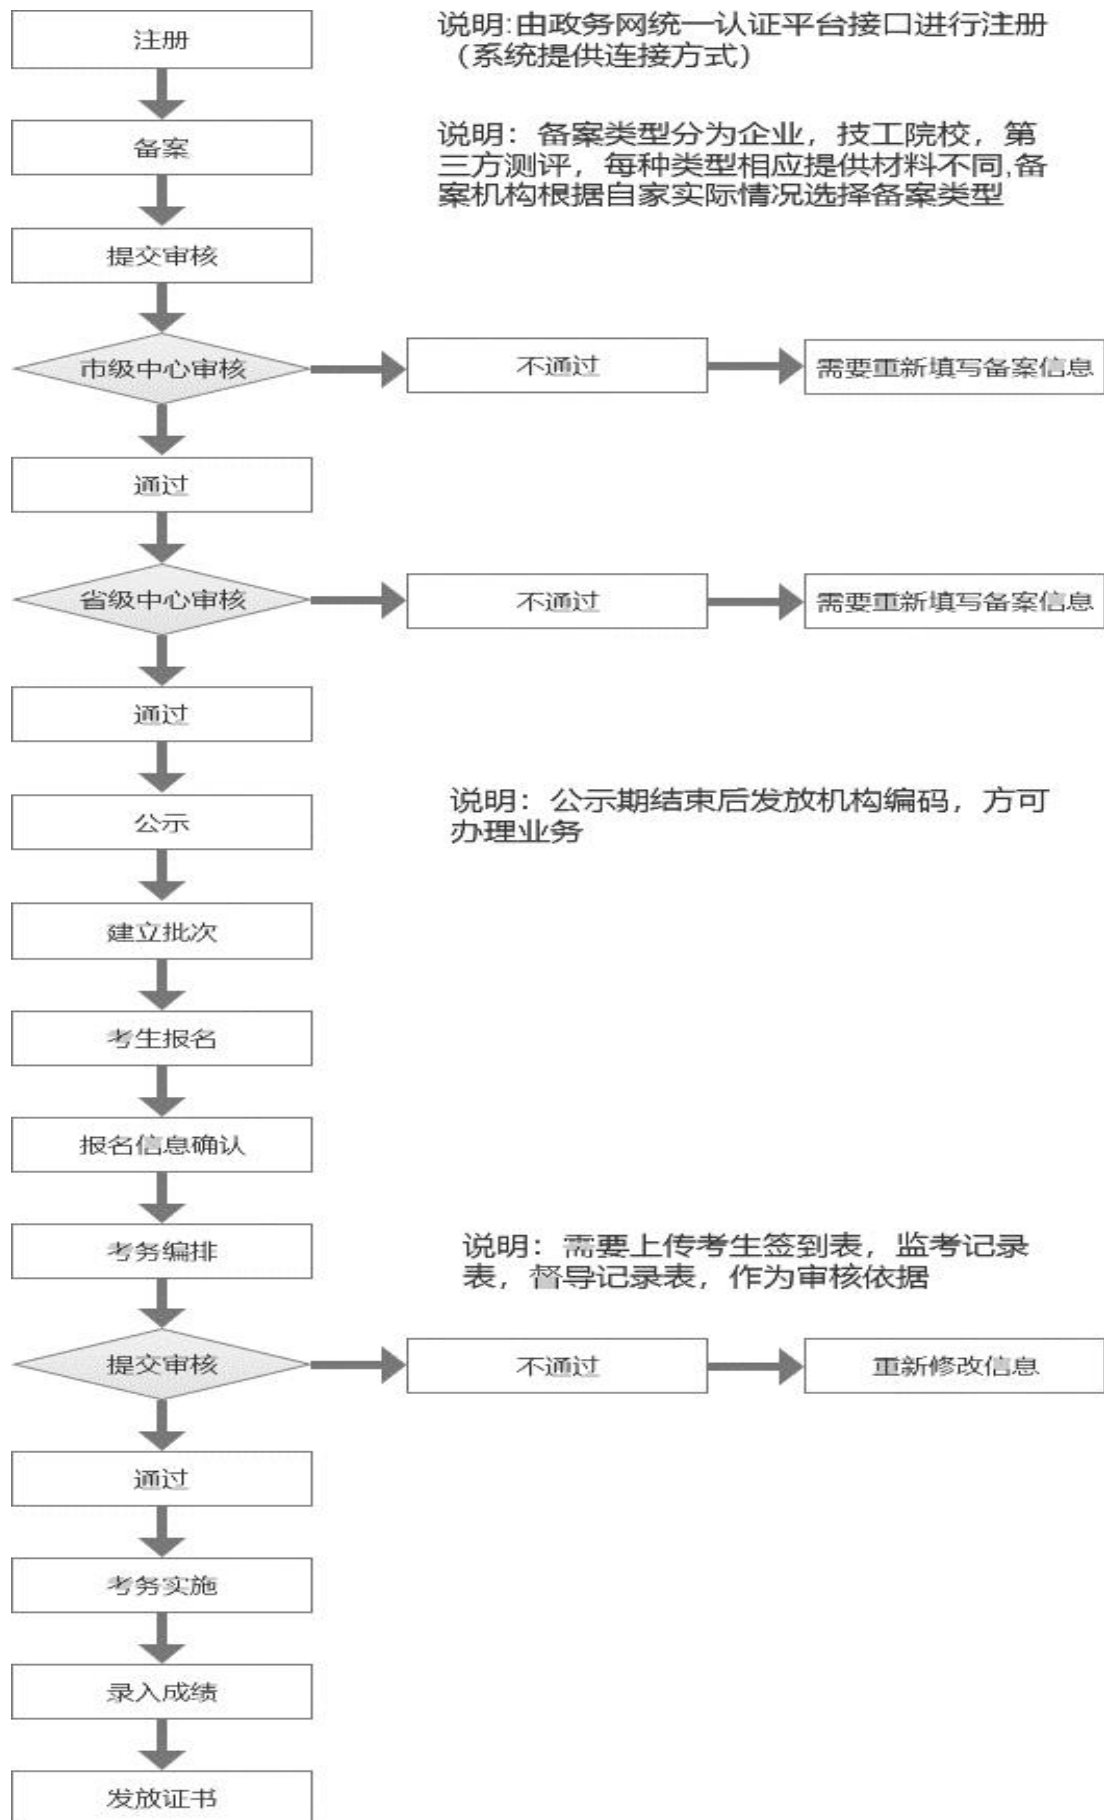 注册
说明:由政务网统一认证平台接口进行注册
（系统提供连接方式）
备案
说明：备案类型分为企业，技工院校，第
三方测评，每种类型相应提供材料不同,备
案机构根据自家实际情况选择备案类型
提交审核
市级中心审核
不通过
需要重新填写备案信息
通过
省级中心审核
不通过
需要重新填写备案信息
通过
公示
说明：公示期结束后发放机构编码，方可
办理业务
建立批次
考生报名
报名信息确认
考务编排
说明：需要上传考生签到表，监考记录
表，督导记录表，作为审核依据
提交审核
不通过
重新修改信息
通过
考务实施
录入成绩
发放证书